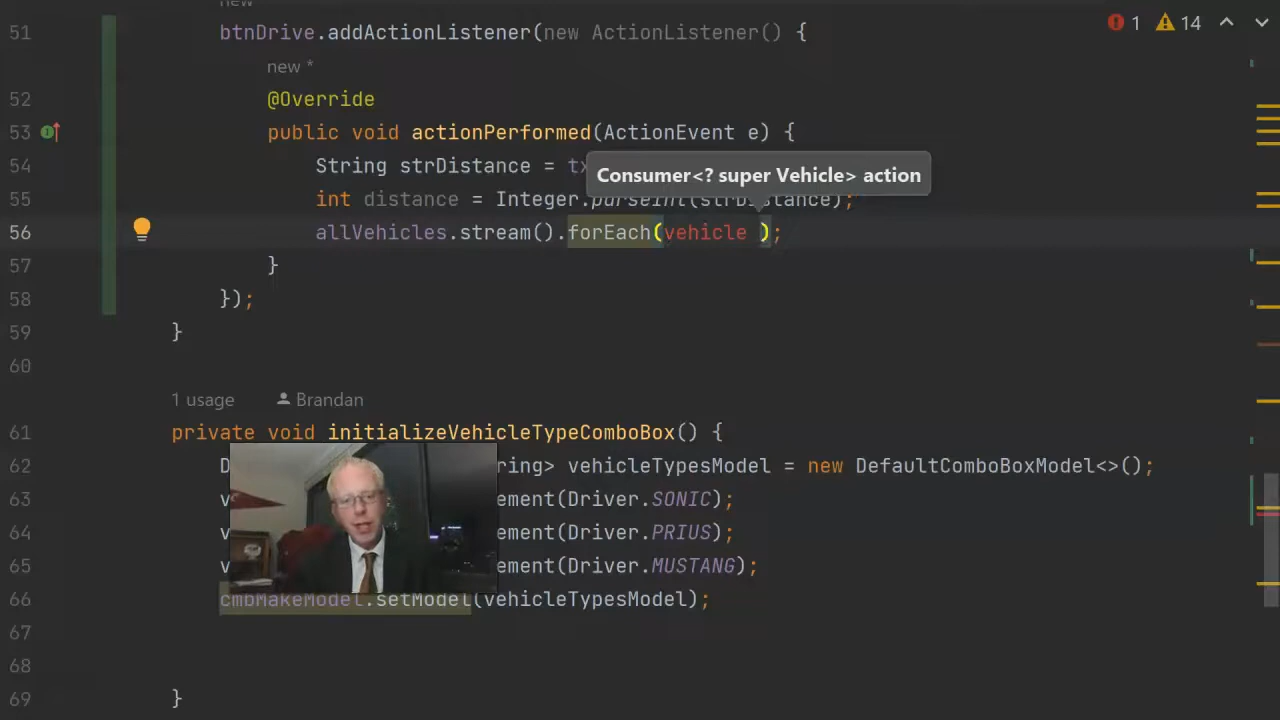 new
1 14
51 btnDrive.addActionListener(new ActionListener() {
new *
52 @Override
53 public void actionPerformed(ActionEvent e) {
54 String strDistance =
Consumer<? super Vehicle> action
55 int distance = Integer.parseInt(strDistance);
56 allVehicles.stream().forEach(vehicle );
57 }
58 });
59 }
60
1 usage Brandan
61 private void initializeVehicleTypeComboBox() {
62 D ring> vehicleTypesModel = new DefaultComboBoxModel<>();
63 v ement(Driver.SONIC);
64 v ement(Driver.PRIUS);
65 v ement(Driver.MUSTANG);
66 cmbMakeModel.setModel(vehicleTypesModel);
67
68
69 }